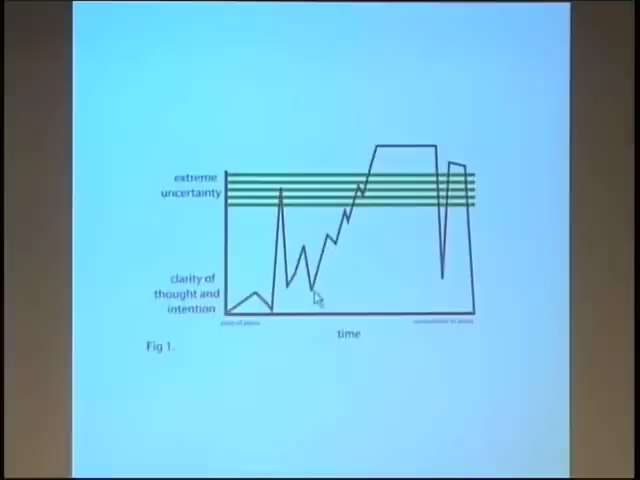 extreme
uncertainty
clarity of
thought and
intention
time
Fig 1.